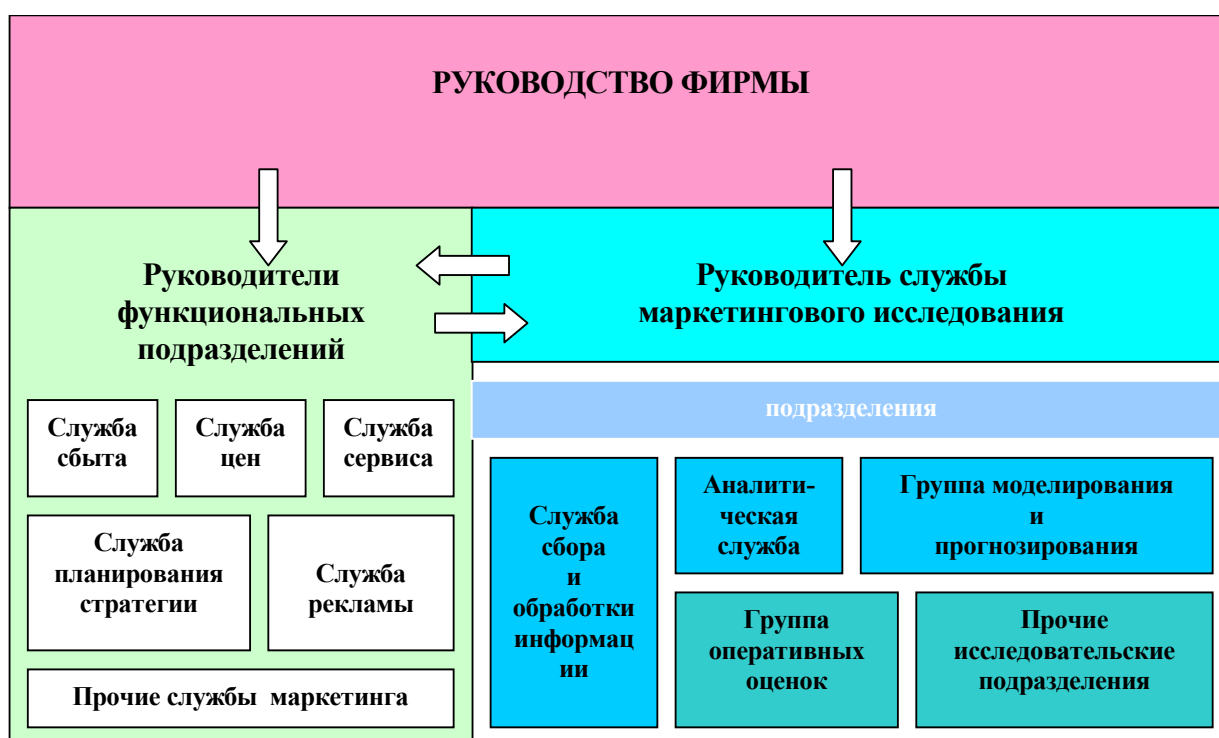 РУКОВОДСТВО ФИРМЫ
Руководители
функциональных
подразделений
Руководитель службы
маркетингового исследования
подразделения
Служба
сбыта
Служба
цен
Служба
сервиса
Служба
планирования
стратегии
Служба
рекламы
Прочие службы маркетинга
Служба
сбора
и
обработки
информац
ии
Аналити-
ческая
служба
Группа моделирования
и
прогнозирования
Группа
оперативных
оценок
Прочие
исследовательские
подразделения